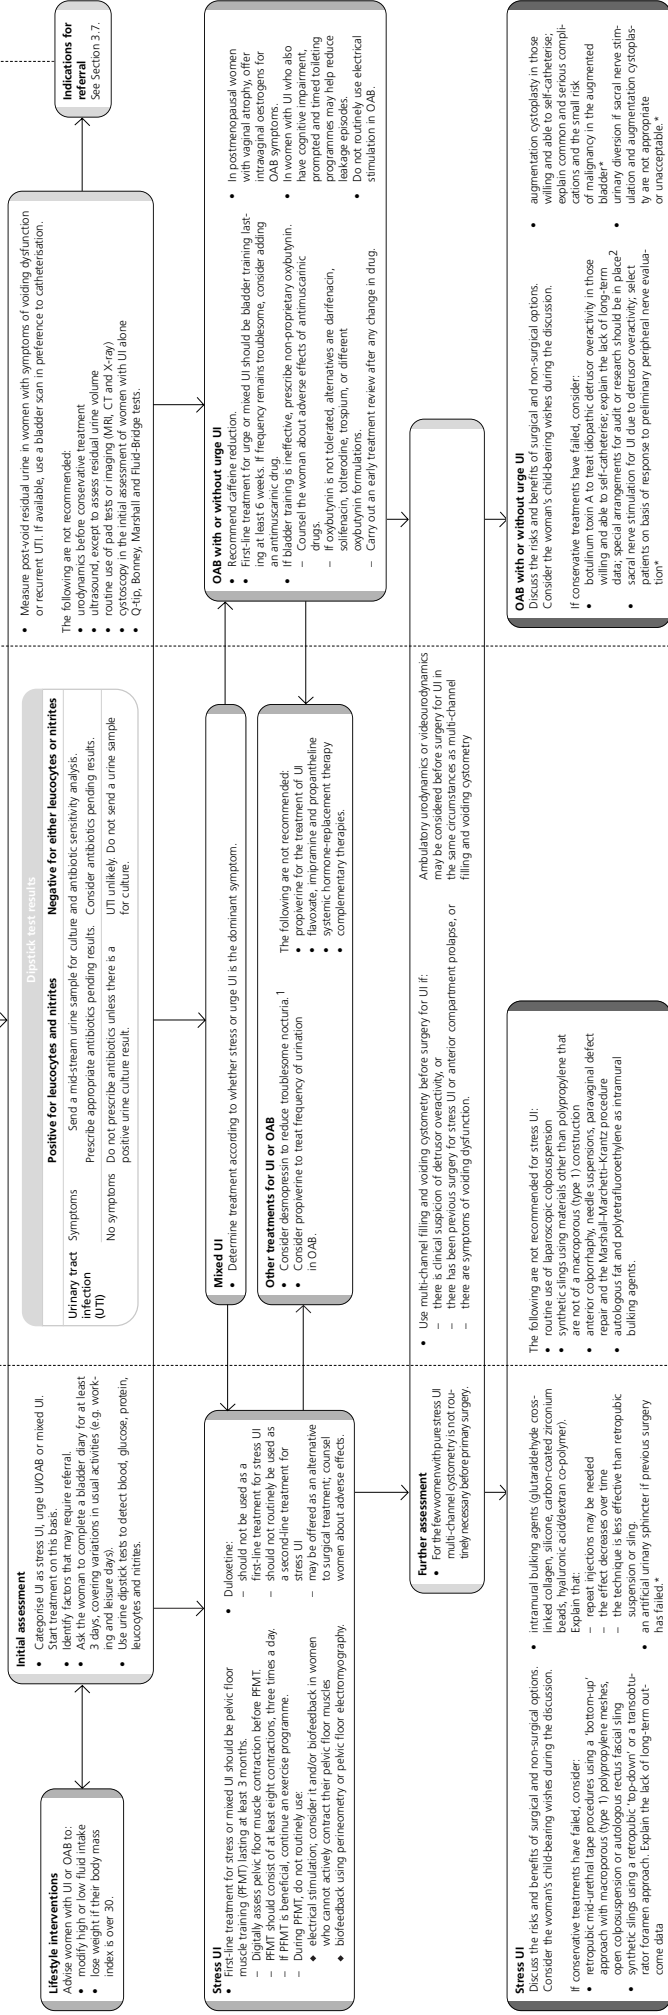 Lifestyle interventions
Advise women with UI or OAB to:
• modify high or low fluid intake
• lose weight if their body mass
index is over 30.
Initial assessment
• Categorise UI as stress UI, urge UI/OAB or mixed UI.
Start treatment on this basis.
• Identify factors that may require referral.
• Ask the woman to complete a bladder diary for at least
3 days, covering variations in usual activities (e.g. work-
ing and leisure days).
• Use urine dipstick tests to detect blood, glucose, protein,
leucocytes and nitrites.
Dipstick test results
Positive for leucocytes and nitrites
Negative for either leucocytes or nitrites
Urinary tract
infection
(UTI)
Symptoms
Send a mid-stream urine sample for culture and antibiotic sensitivity analysis.
Prescribe appropriate antibiotics pending results.
Consider antibiotics pending results.
No symptoms
Do not prescribe antibiotics unless there is a
positive urine culture result.
UTI unlikely. Do not send a urine sample
for culture.
• Measure post-void residual urine in women with symptoms of voiding dysfunction
or recurrent UTI. If available, use a bladder scan in preference to catheterisation.
The following are not recommended:
• urodynamics before conservative treatment
• ultrasound, except to assess residual urine volume
• routine use of pad tests or imaging (MRI, CT and X-ray)
• cystoscopy in the initial assessment of women with UI alone
• Q-tip, Bonney, Marshall and Fluid-Bridge tests.
Indications for
referral
See Section 3.7.
Stress UI
• First-line treatment for stress or mixed UI should be pelvic floor
muscle training (PFMT) lasting at least 3 months.
– Digitally assess pelvic floor muscle contraction before PFMT.
– PFMT should consist of at least eight contractions, three times a day.
– If PFMT is beneficial, continue an exercise programme.
– During PFMT, do not routinely use:
◆ electrical stimulation; consider it and/or biofeedback in women
who cannot actively contract their pelvic floor muscles
◆ biofeedback using perineometry or pelvic floor electromyography.
• Duloxetine:
– should not be used as a
first-line treatment for stress UI
– should not routinely be used as
a second-line treatment for
stress UI
– may be offered as an alternative
to surgical treatment; counsel
women about adverse effects.
Mixed UI
• Determine treatment according to whether stress or urge UI is the dominant symptom.
Other treatments for UI or OAB
• Consider desmopressin to reduce troublesome nocturia.1
• Consider propiverine to treat frequency of urination
in OAB.
The following are not recommended:
• propiverine for the treatment of UI
• flavoxate, imipramine and propantheline
• systemic hormone-replacement therapy
• complementary therapies.
OAB with or without urge UI
• Recommend caffeine reduction.
• First-line treatment for urge or mixed UI should be bladder training last-
ing at least 6 weeks. If frequency remains troublesome, consider adding
an antimuscarinic drug.
• If bladder training is ineffective, prescribe non-proprietary oxybutynin.
– Counsel the woman about adverse effects of antimuscarinic
drugs.
– If oxybutynin is not tolerated, alternatives are darifenacin,
solifenacin, tolterodine, trospium, or different
oxybutynin formulations.
– Carry out an early treatment review after any change in drug.
• In postmenopausal women
with vaginal atrophy, offer
intravaginal oestrogens for
OAB symptoms.
• In women with UI who also
have cognitive impairment,
prompted and timed toileting
programmes may help reduce
leakage episodes.
• Do not routinely use electrical
stimulation in OAB.
Further assessment
• For the few women with pure stress UI
multi-channel cystometry is not rou-
tinely necessary before primary surgery.
• Use multi-channel filling and voiding cystometry before surgery for UI if:
– there is clinical suspicion of detrusor overactivity, or
– there has been previous surgery for stress UI or anterior compartment prolapse, or
– there are symptoms of voiding dysfunction.
Ambulatory urodynamics or videourodynamics
may be considered before surgery for UI in
the same circumstances as multi-channel
filling and voiding cystometry
Stress UI
Discuss the risks and benefits of surgical and non-surgical options.
Consider the woman's child-bearing wishes during the discussion.
If conservative treatments have failed, consider:
• retropubic mid-urethral tape procedures using a ‘bottom-up’
approach with macroporous (type 1) polypropylene meshes,
open colposuspension or autologous rectus fascial sling
• synthetic slings using a retropubic ‘top-down’ or a transobtu-
rator foramen approach. Explain the lack of long-term out-
come data
• intramural bulking agents (glutaraldehyde cross-
linked collagen, silicone, carbon-coated zirconium
beads, hyaluronic acid/dextran co-polymer).
Explain that:
– repeat injections may be needed
– the effect decreases over time
– the technique is less effective than retropubic
suspension or sling.
• an artificial urinary sphincter if previous surgery
has failed.*
The following are not recommended for stress UI:
• routine use of laparoscopic colposuspension
• synthetic slings using materials other than polypropylene that
are not of a macroporous (type 1) construction
• anterior colporrhaphy, needle suspensions, paravaginal defect
repair and the Marshall–Marchetti–Krantz procedure
• autologous fat and polytetrafluoroethylene as intramural
bulking agents.
OAB with or without urge UI
Discuss the risks and benefits of surgical and non-surgical options.
Consider the woman's child-bearing wishes during the discussion.
If conservative treatments have failed, consider:
• botulinum toxin A to treat idiopathic detrusor overactivity in those
willing and able to self-catheterise; explain the lack of long-term
data; special arrangements for audit or research should be in place2
• sacral nerve stimulation for UI due to detrusor overactivity; select
patients on basis of response to preliminary peripheral nerve evalua-
tion*
• augmentation cystoplasty in those
willing and able to self-catheterise;
explain common and serious compli-
cations and the small risk
of malignancy in the augmented
bladder*
• urinary diversion if sacral nerve stim-
ulation and augmentation cystoplas-
ty are not appropriate
or unacceptable.*